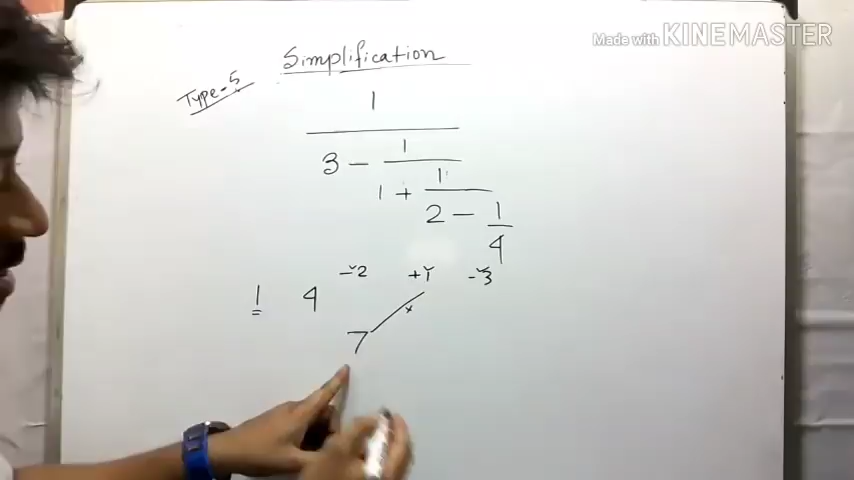 Made with KINEMASTER
Simplification
Type-5
1
3 - 1
1 + 1
2 - 1
4
1 4 -2 +1 -3
x
7